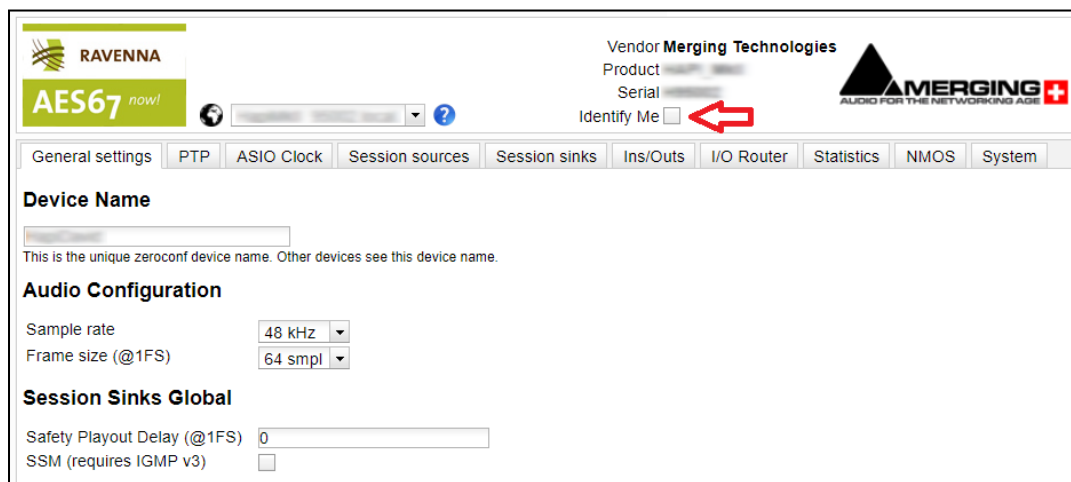 RAVENNA
AES67 now!
Vendor Merging Technologies
Product
Serial
Identify Me
MERGING
AUDIO FOR THE NETWORKING AGE
General settings PTP ASIO Clock Session sources Session sinks Ins/Outs I/O Router Statistics NMOS System
Device Name
This is the unique zeroconf device name. Other devices see this device name.
Audio Configuration
Sample rate 48 kHz
Frame size (@1FS) 64 smpl
Session Sinks Global
Safety Playout Delay (@1FS) 0
SSM (requires IGMP v3)